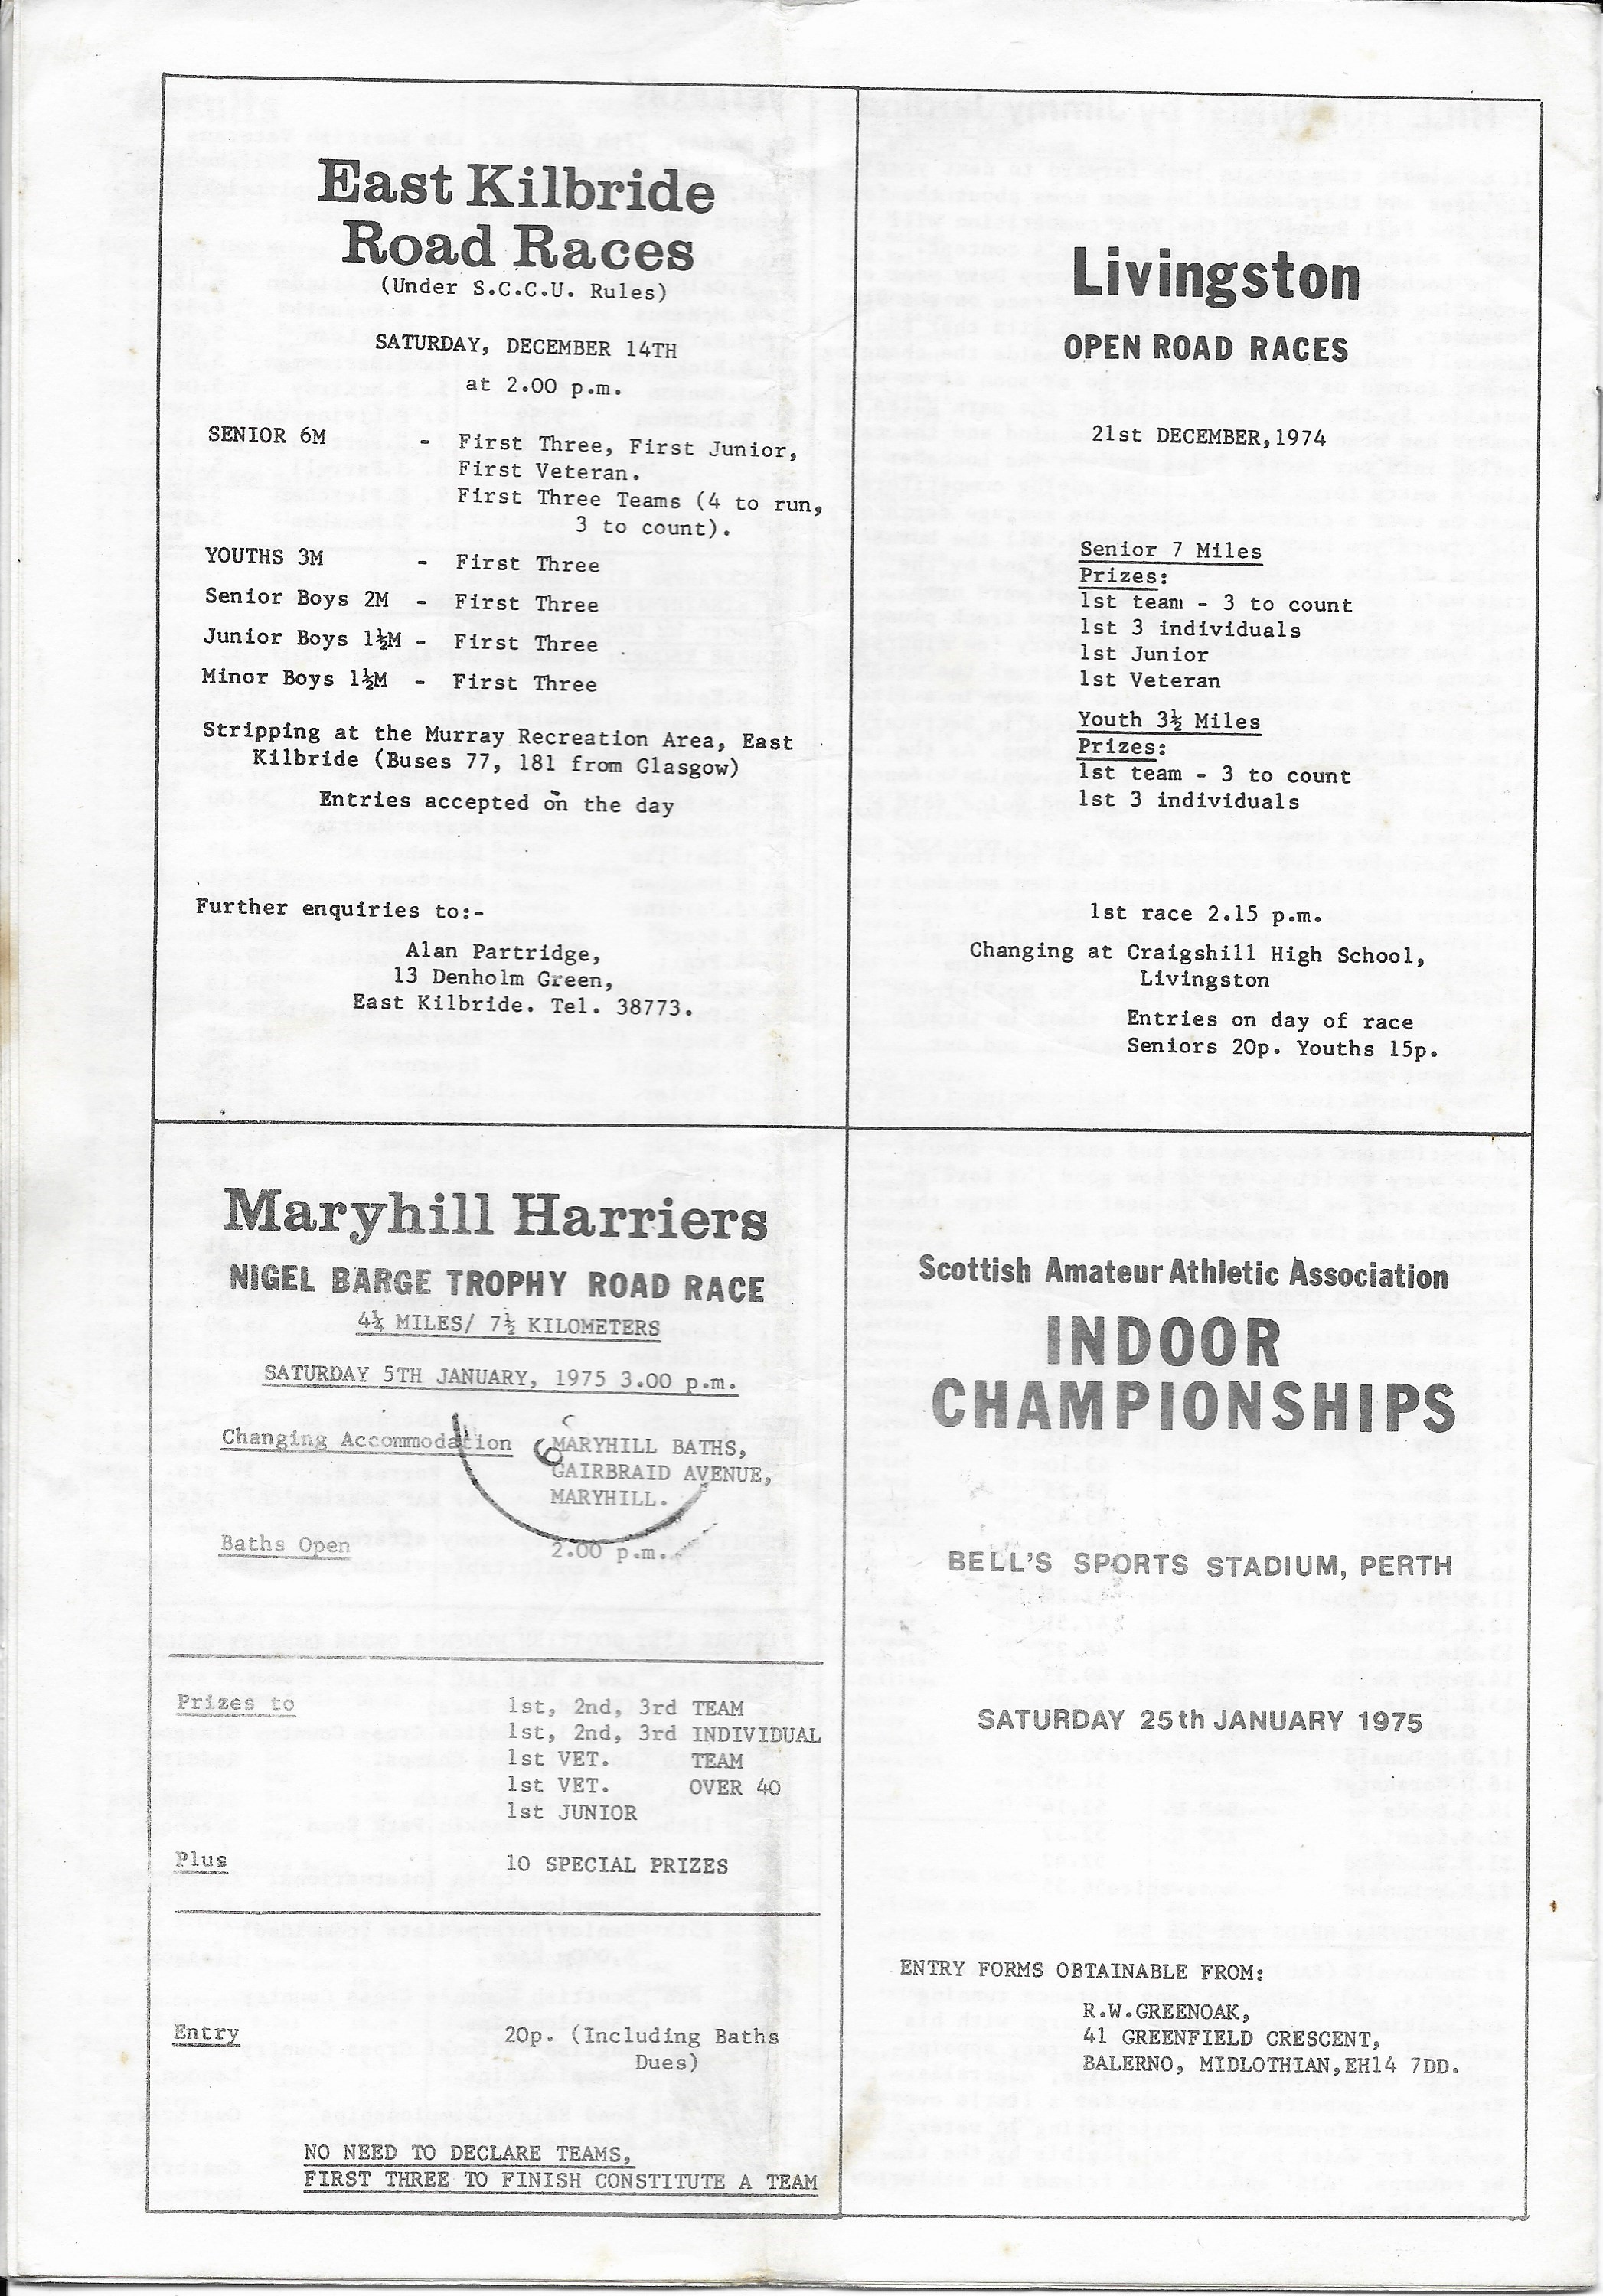 East Kilbride
Road Races
(Under S.C.C.U. Rules)
SATURDAY, DECEMBER 14TH
at 2.00 p.m.
SENIOR 6M - First Three, First Junior,
First Veteran.
First Three Teams (4 to run,
3 to count).
YOUTHS 3M - First Three
Senior Boys 2M - First Three
Junior Boys 1½M - First Three
Minor Boys 1½M - First Three
Stripping at the Murray Recreation Area, East
Kilbride (Buses 77, 181 from Glasgow)
Entries accepted on the day
Further enquiries to:-
Alan Partridge,
13 Denholm Green,
East Kilbride. Tel. 38773.
Livingston
OPEN ROAD RACES
21st DECEMBER,1974
Senior 7 Miles
Prizes:
1st team - 3 to count
1st 3 individuals
1st Junior
1st Veteran
Youth 3½ Miles
Prizes:
1st team - 3 to count
1st 3 individuals
1st race 2.15 p.m.
Changing at Craigshill High School,
Livingston
Entries on day of race
Seniors 20p. Youths 15p.
Maryhill Harriers
NIGEL BARGE TROPHY ROAD RACE
4¾ MILES/ 7½ KILOMETERS
SATURDAY 5TH JANUARY, 1975 3.00 p.m.
Changing Accommodation MARYHILL BATHS,
GAIRBRAID AVENUE,
MARYHILL.
Baths Open 2.00 p.m.
Prizes to 1st, 2nd, 3rd TEAM
1st, 2nd, 3rd INDIVIDUAL
1st VET. TEAM
1st VET. OVER 40
1st JUNIOR
Plus 10 SPECIAL PRIZES
Entry 20p. (Including Baths
Dues)
NO NEED TO DECLARE TEAMS,
FIRST THREE TO FINISH CONSTITUTE A TEAM
Scottish Amateur Athletic Association
INDOOR
CHAMPIONSHIPS
BELL'S SPORTS STADIUM, PERTH
SATURDAY 25th JANUARY 1975
ENTRY FORMS OBTAINABLE FROM:
R.W.GREENOAK,
41 GREENFIELD CRESCENT,
BALERNO, MIDLOTHIAN,EH14 7DD.